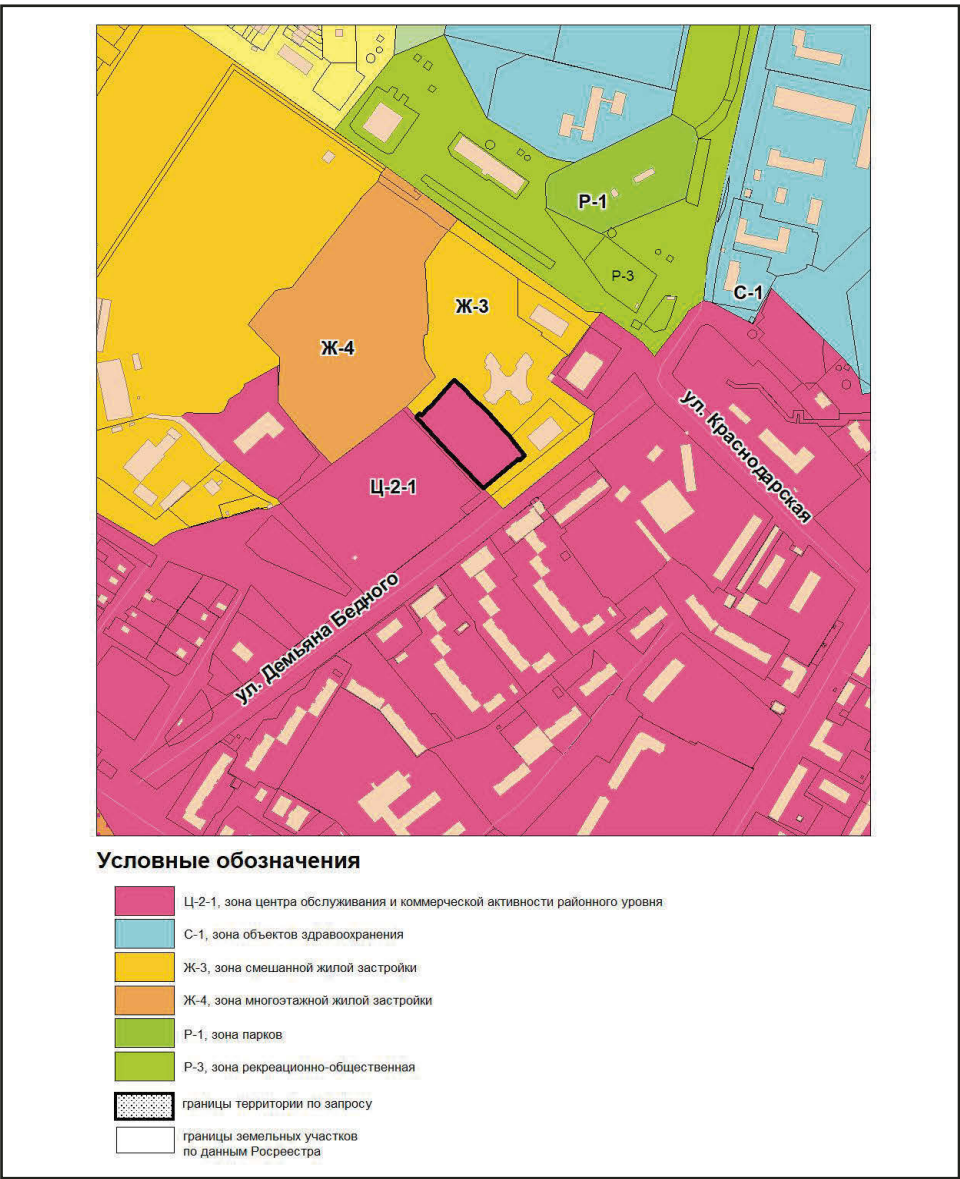 Р-1
Р-3
С-1
Ж-3
Ж-4
ул. Краснодарская
Ц-2-1
ул. Демьяна Бедного
Условные обозначения
Ц-2-1, зона центра обслуживания и коммерческой активности районного уровня
С-1, зона объектов здравоохранения
Ж-3, зона смешанной жилой застройки
Ж-4, зона многоэтажной жилой застройки
Р-1, зона парков
Р-3, зона рекреационно-общественная
границы территории по запросу
границы земельных участков
по данным Росреестра